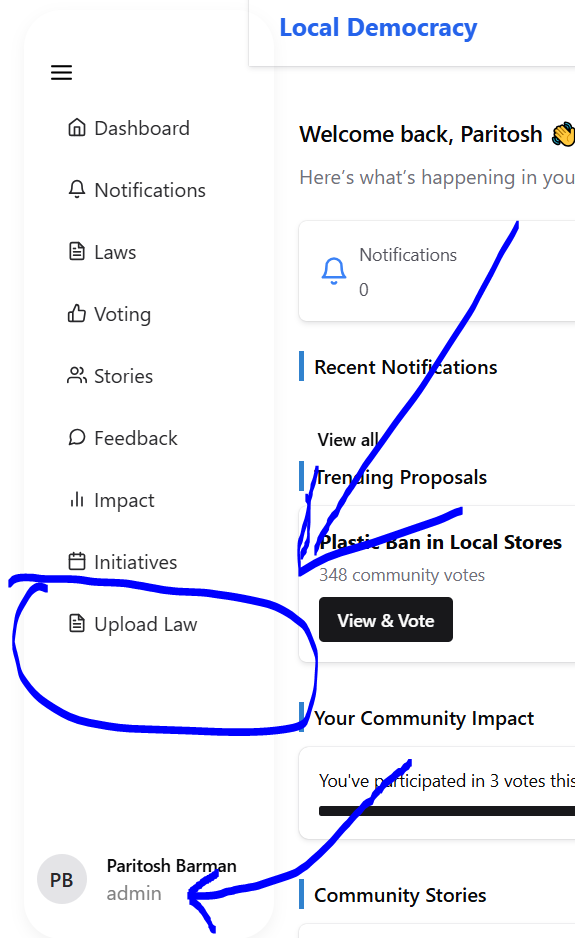 Local Democracy
Dashboard
Notifications
Laws
Voting
Stories
Feedback
Impact
Initiatives
Upload Law
PB
Paritosh Barman
admin
Welcome back, Paritosh 👋
Here's what's happening in you
Notifications
0
Recent Notifications
View all
Trending Proposals
Plastic Ban in Local Stores
348 community votes
View & Vote
Your Community Impact
You've participated in 3 votes this
Community Stories